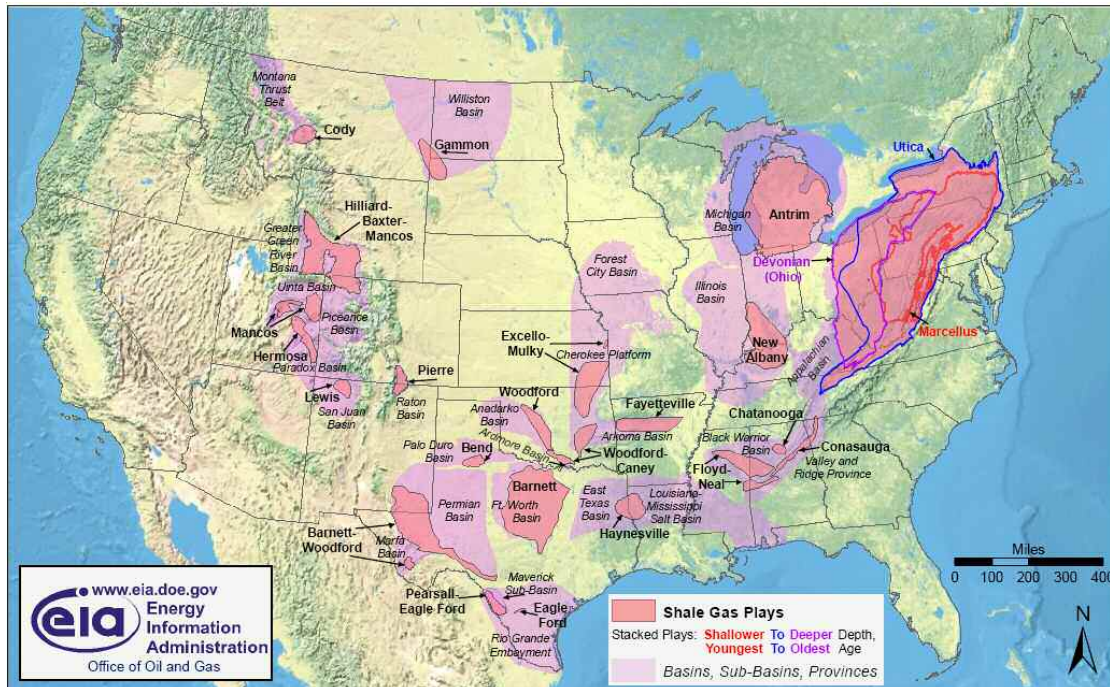 Montana
Thrust
Belt
Cody
Williston
Basin
Gammon
Hilliard-
Baxter-
Mancos
Greater
Green
River
Basin
Uinta Basin
Piceance
Basin
Mancos
Hermosa
Paradox Basin
Lewis
San Juan
Basin
Pierre
Raton
Basin
Forest
City Basin
Excello-
Mulky
Cherokee Platform
Michigan
Basin
Antrim
Illinois
Basin
New
Albany
Utica
Devonian
(Ohio)
Marcellus
Appalachian
Basin
Woodford
Anadarko
Basin
Ardmore Basin
Palo Duro
Basin
Bend
Fayetteville
Arkoma Basin
Woodford-
Caney
Chatanooga
Black Warrior
Basin
Floyd-
Neal
Conasauga
Valley and
Ridge Province
Barnett
Ft. Worth
Basin
Permian
Basin
Barnett-
Woodford
Marfa
Basin
East
Texas
Basin
Haynesville
Louisiana-
Mississippi
Salt Basin
Pearsall-
Eagle Ford
Maverick
Sub-Basin
Eagle
Ford
Rio Grande
Embayment
Miles
0 100 200 300 400
N
eia
www.eia.doe.gov
Energy
Information
Administration
Office of Oil and Gas
Shale Gas Plays
Stacked Plays: Shallower To Deeper Depth,
Youngest To Oldest Age
Basins, Sub-Basins, Provinces